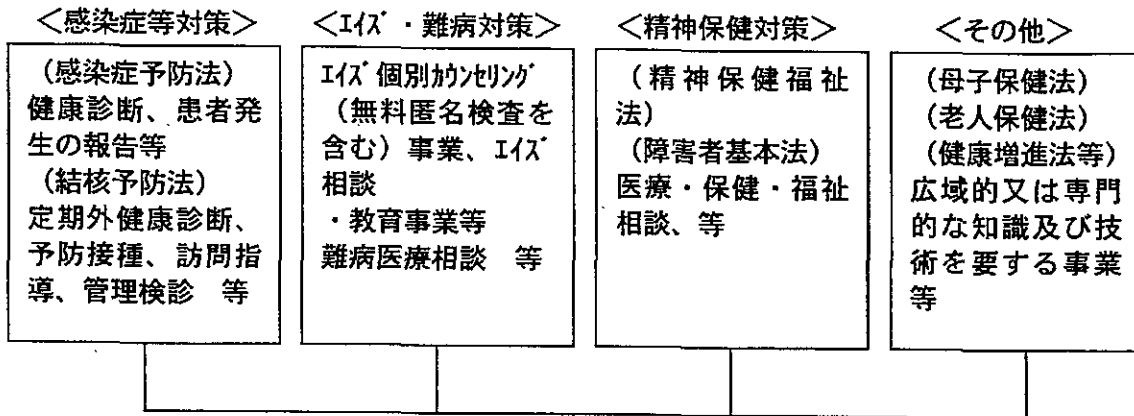 ＜感染症等対策＞
（感染症予防法）
健康診断、患者発
生の報告等
（結核予防法）
定期外健康診断、
予防接種、訪問指
導、管理検診　等
＜ｴｲｽﾞ・難病対策＞
ｴｲｽﾞ個別ｶｳﾝｾﾘﾝｸﾞ
（無料匿名検査を
含む）事業、ｴｲｽﾞ
相談
・教育事業等
難病医療相談　等
＜精神保健対策＞
（精神保健福祉
法）
（障害者基本法）
医療・保健・福祉
相談、等
＜その他＞
（母子保健法）
（老人保健法）
（健康増進法等）
広域的又は専門
的な知識及び技
術を要する事業
等